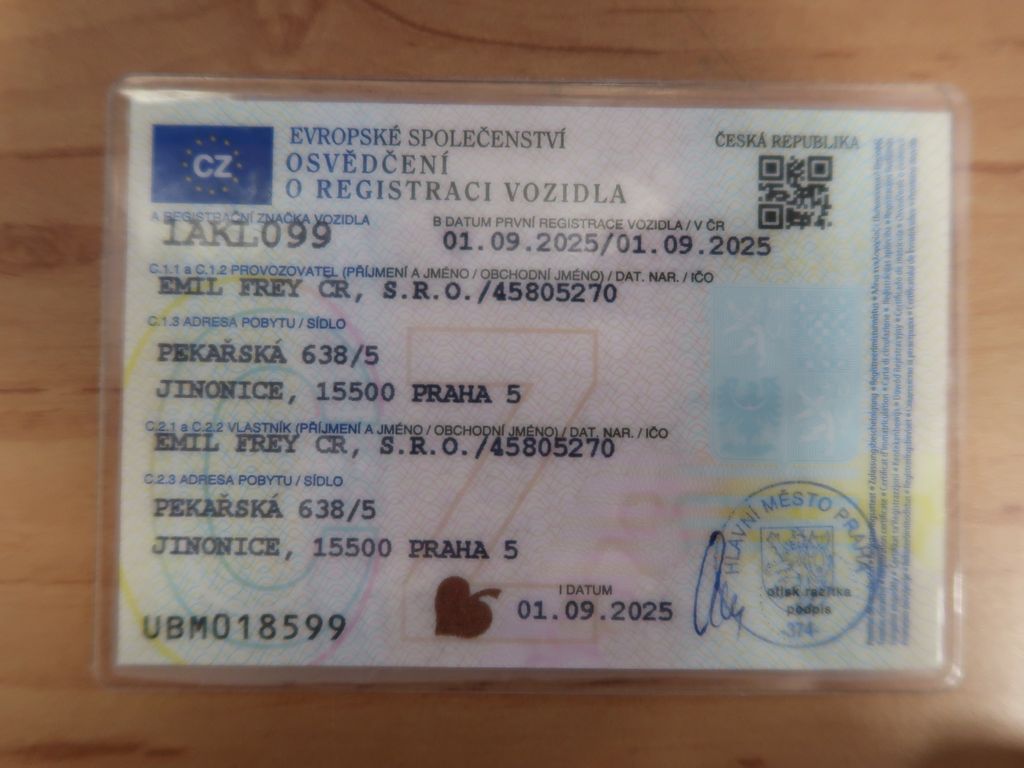 CZ
EVROPSKÉ SPOLEČENSTVÍ
OSVĚDČENÍ
O REGISTRACI VOZIDLA
ČESKÁ REPUBLIKA
A REGISTRAČNÍ ZNAČKA VOZIDLA
1AKL099
B DATUM PRVNÍ REGISTRACE VOZIDLA / V ČR
01.09.2025/01.09.2025
C.1.1 a C.1.2 PROVOZOVATEL (PŘÍJMENÍ A JMÉNO / OBCHODNÍ JMÉNO) / DAT. NAR. / IČO
EMIL FREY ČR, S.R.O./45805270
C.1.3 ADRESA POBYTU / SÍDLO
PEKAŘSKÁ 638/5
JINONICE, 15500 PRAHA 5
C.2.1 a C.2.2 VLASTNÍK (PŘÍJMENÍ A JMÉNO / OBCHODNÍ JMÉNO) / DAT. NAR. / IČO
EMIL FREY ČR, S.R.O./45805270
C.2.3 ADRESA POBYTU / SÍDLO
PEKAŘSKÁ 638/5
JINONICE, 15500 PRAHA 5
UBM018599
I DATUM
01.09.2025
HLAVNÍ MĚSTO PRAHA
otisk razítka
podpis
-374-